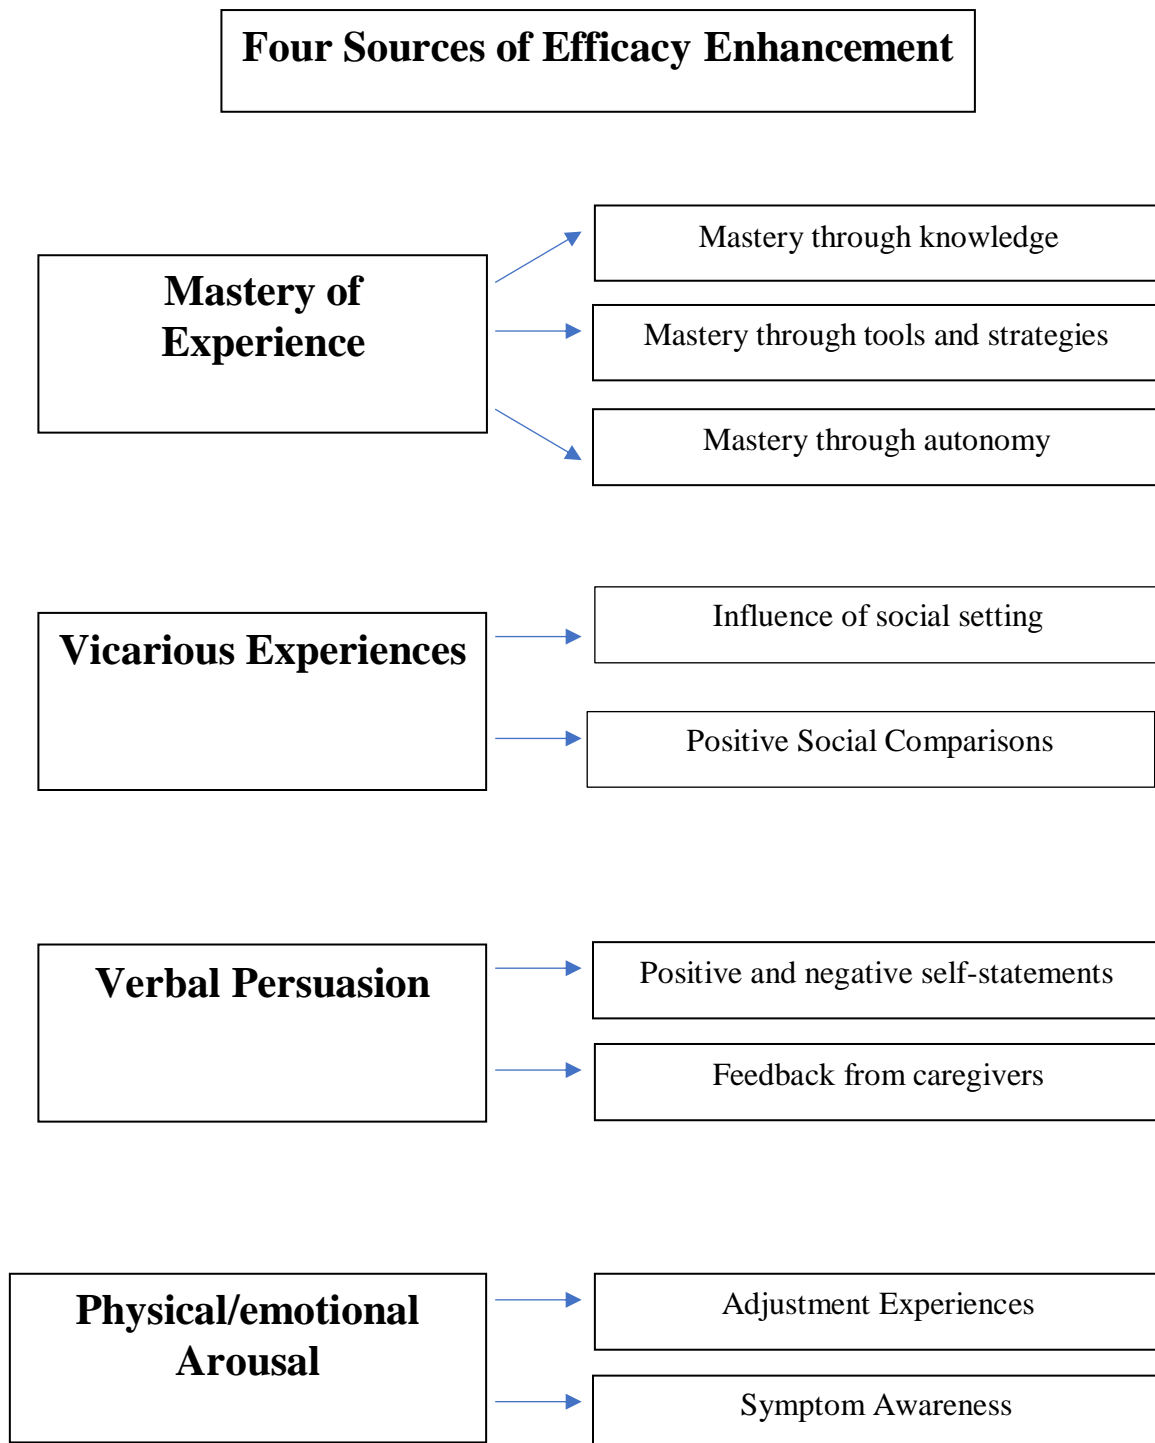 Four Sources of Efficacy Enhancement
Mastery of
Experience
Mastery through knowledge
Mastery through tools and strategies
Mastery through autonomy
Vicarious Experiences
Influence of social setting
Positive Social Comparisons
Verbal Persuasion
Positive and negative self-statements
Feedback from caregivers
Physical/emotional
Arousal
Adjustment Experiences
Symptom Awareness